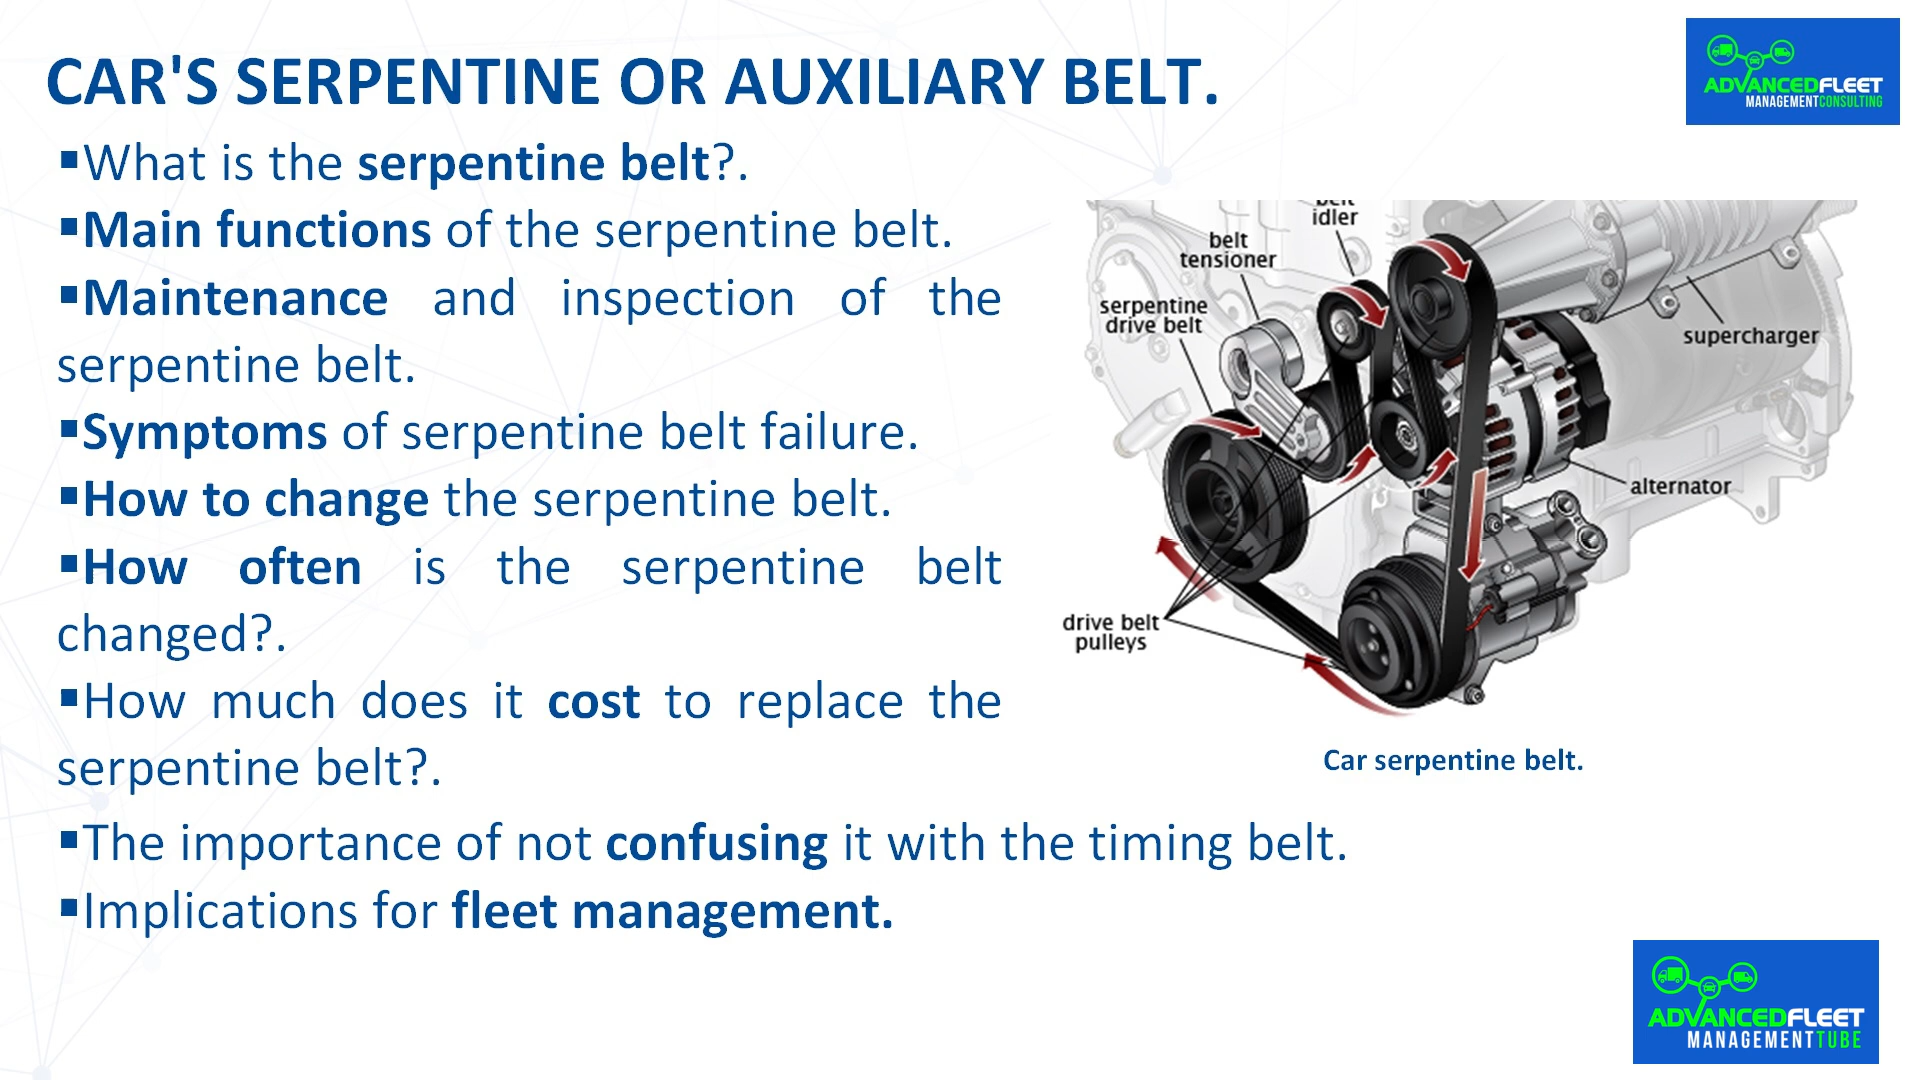 CAR'S SERPENTINE OR AUXILIARY BELT.
ADVANCEDFLEET
MANAGEMENTCONSULTING
▪What is the serpentine belt?.
▪Main functions of the serpentine belt.
▪Maintenance and inspection of the
serpentine belt.
▪Symptoms of serpentine belt failure.
▪How to change the serpentine belt.
▪How often is the serpentine belt
changed?.
▪How much does it cost to replace the
serpentine belt?.
▪The importance of not confusing it with the timing belt.
▪Implications for fleet management.
belt
idler
belt
tensioner
serpentine
drive belt
supercharger
alternator
drive belt
pulleys
Car serpentine belt.
ADVANCEDFLEET
MANAGEMENTTUBE